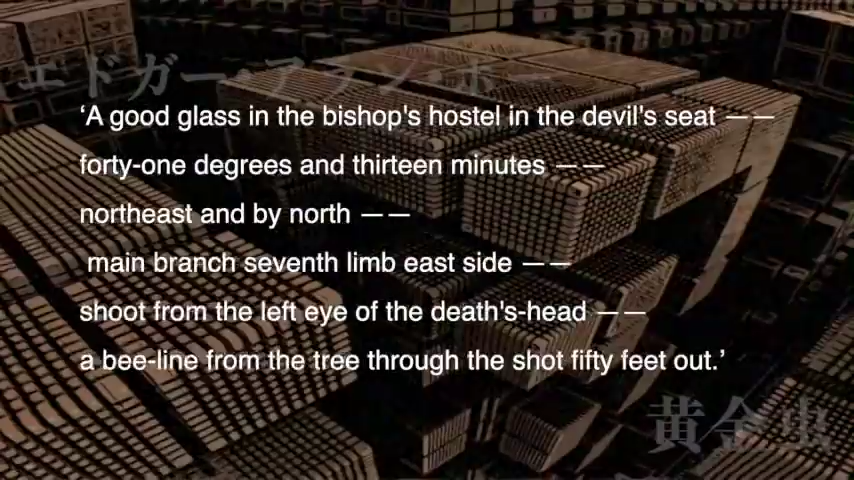 エドガー・アラン・ポー
‘A good glass in the bishop's hostel in the devil's seat ——
forty-one degrees and thirteen minutes ——
northeast and by north ——
main branch seventh limb east side ——
shoot from the left eye of the death's-head ——
a bee-line from the tree through the shot fifty feet out.’
黄金虫